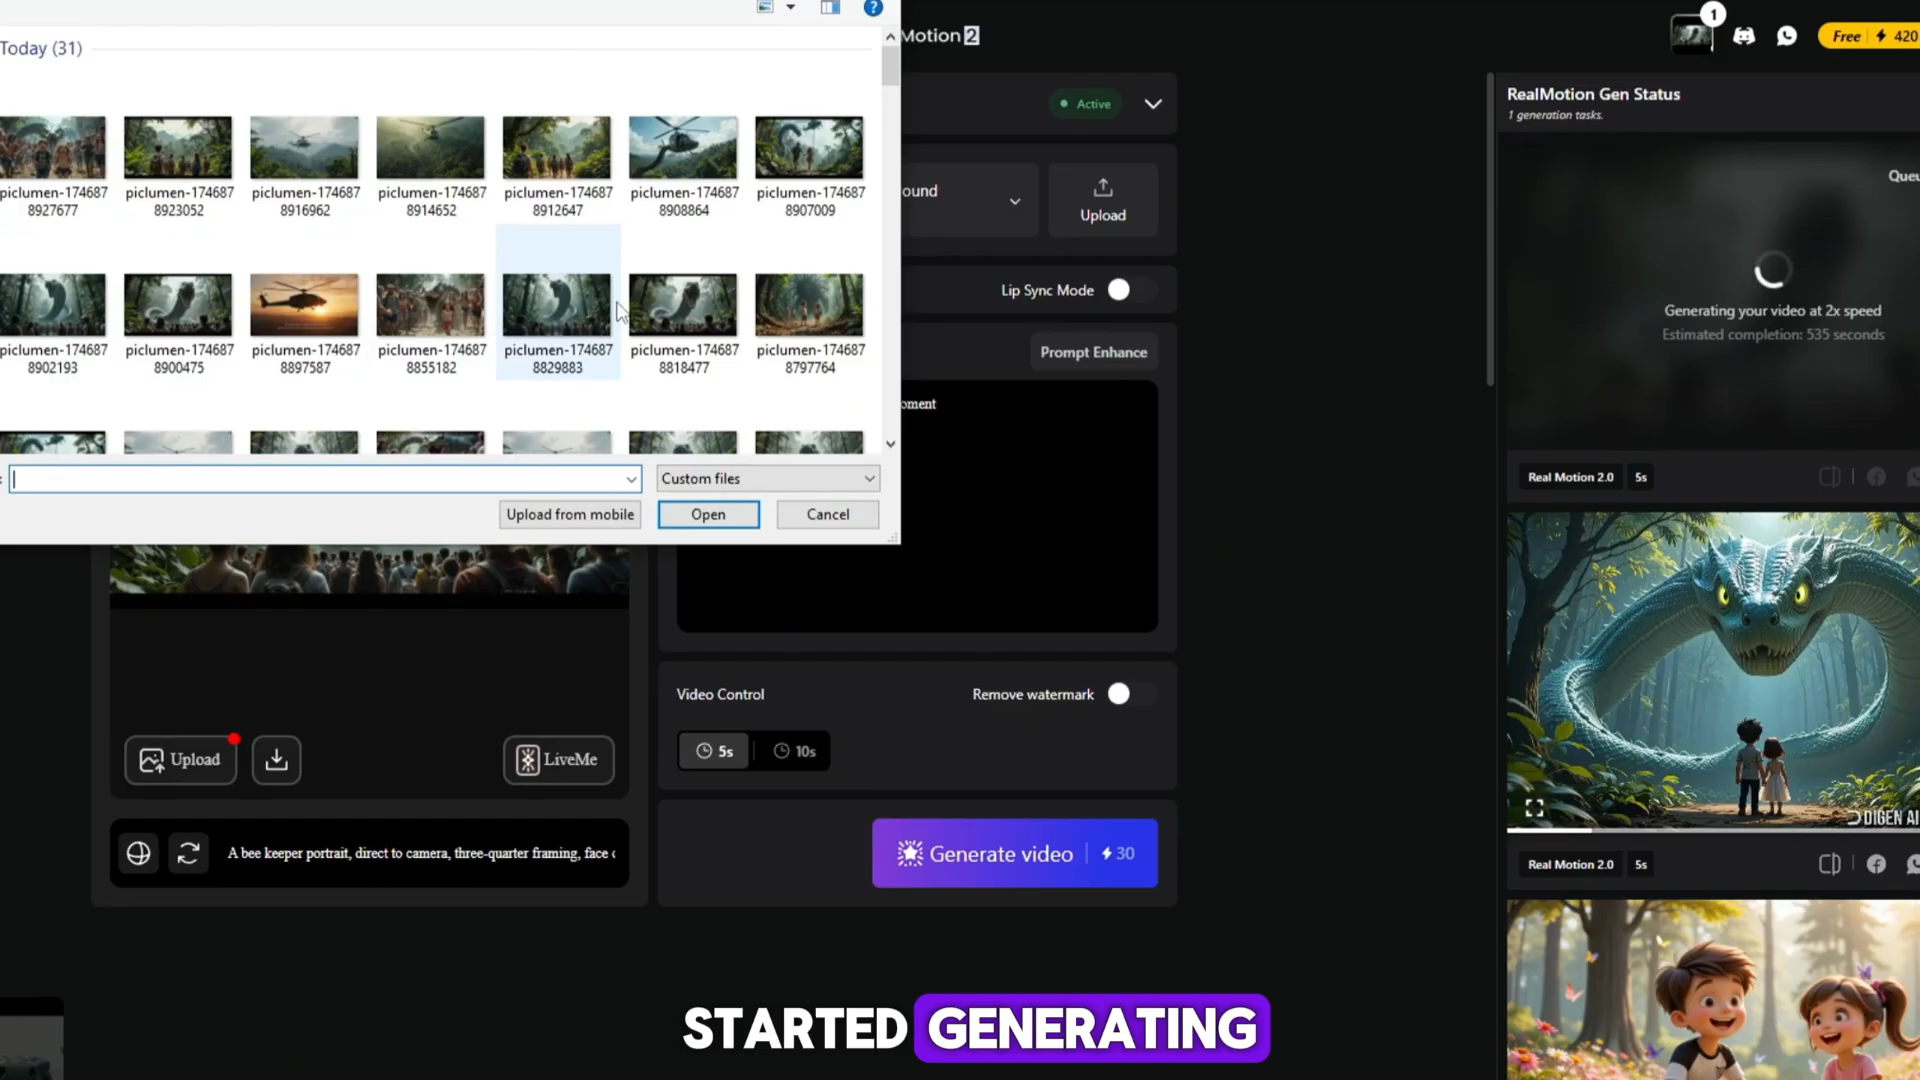 Today (31)
piclumen-174687
8927677
piclumen-174687
8923052
piclumen-174687
8916962
piclumen-174687
8914652
piclumen-174687
8912647
piclumen-174687
8908864
piclumen-174687
8907009
piclumen-174687
8902193
piclumen-174687
8900475
piclumen-174687
8897587
piclumen-174687
8855182
piclumen-174687
8829883
piclumen-174687
8818477
piclumen-174687
8797764
Custom files
Upload from mobile
Open
Cancel
Motion 2
Active
ound
Upload
Lip Sync Mode
Prompt Enhance
oment
Video Control
Remove watermark
5s
10s
Generate video
30
Upload
LiveMe
A bee keeper portrait, direct to camera, three-quarter framing, face
1
Free
420
RealMotion Gen Status
1 generation tasks.
Queu
Generating your video at 2x speed
Estimated completion: 535 seconds
Real Motion 2.0
5s
DIGEN AI
Real Motion 2.0
5s
STARTED GENERATING